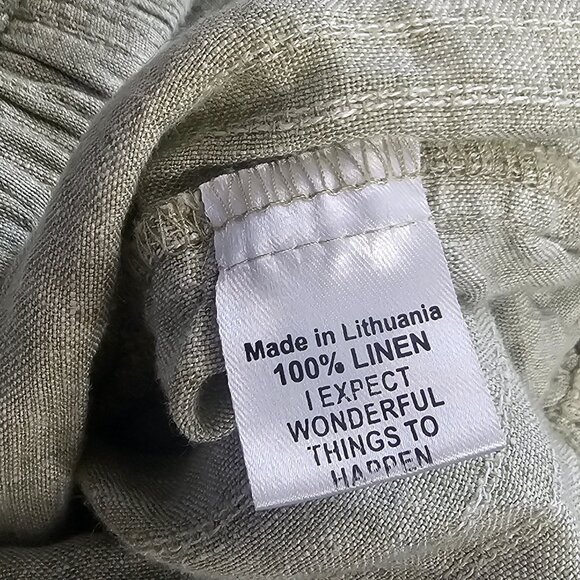 Made in Lithuania
100% LINEN
I EXPECT
WONDERFUL
THINGS TO
HAPPEN